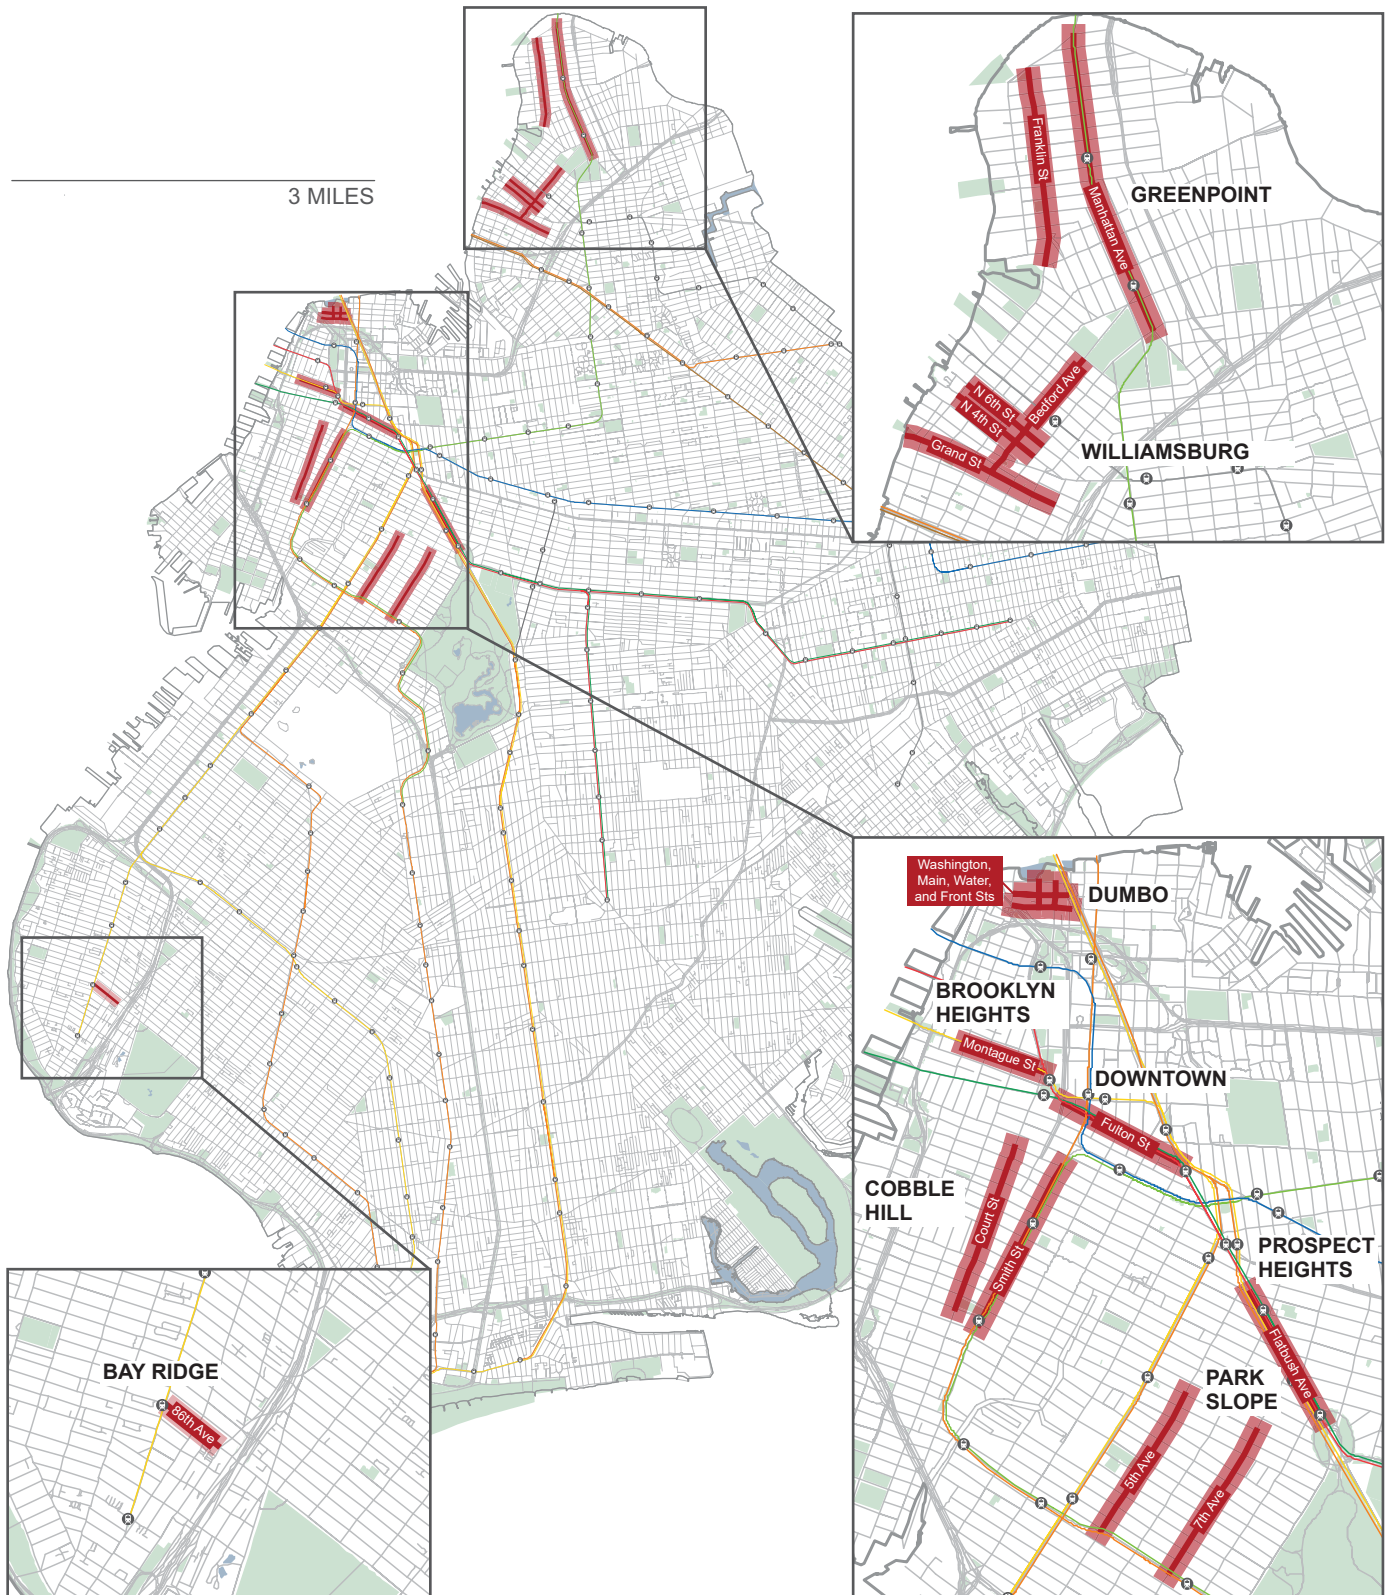 3 MILES
Franklin St
Manhattan Ave
GREENPOINT
Bedford Ave
N 6th St
N 4th St
Grand St
WILLIAMSBURG
Washington,
Main, Water,
and Front Sts
DUMBO
BROOKLYN
HEIGHTS
Montague St
DOWNTOWN
Fulton St
COBBLE
HILL
Court St
Smith St
PROSPECT
HEIGHTS
Flatbush Ave
PARK
SLOPE
5th Ave
7th Ave
BAY RIDGE
86th Ave